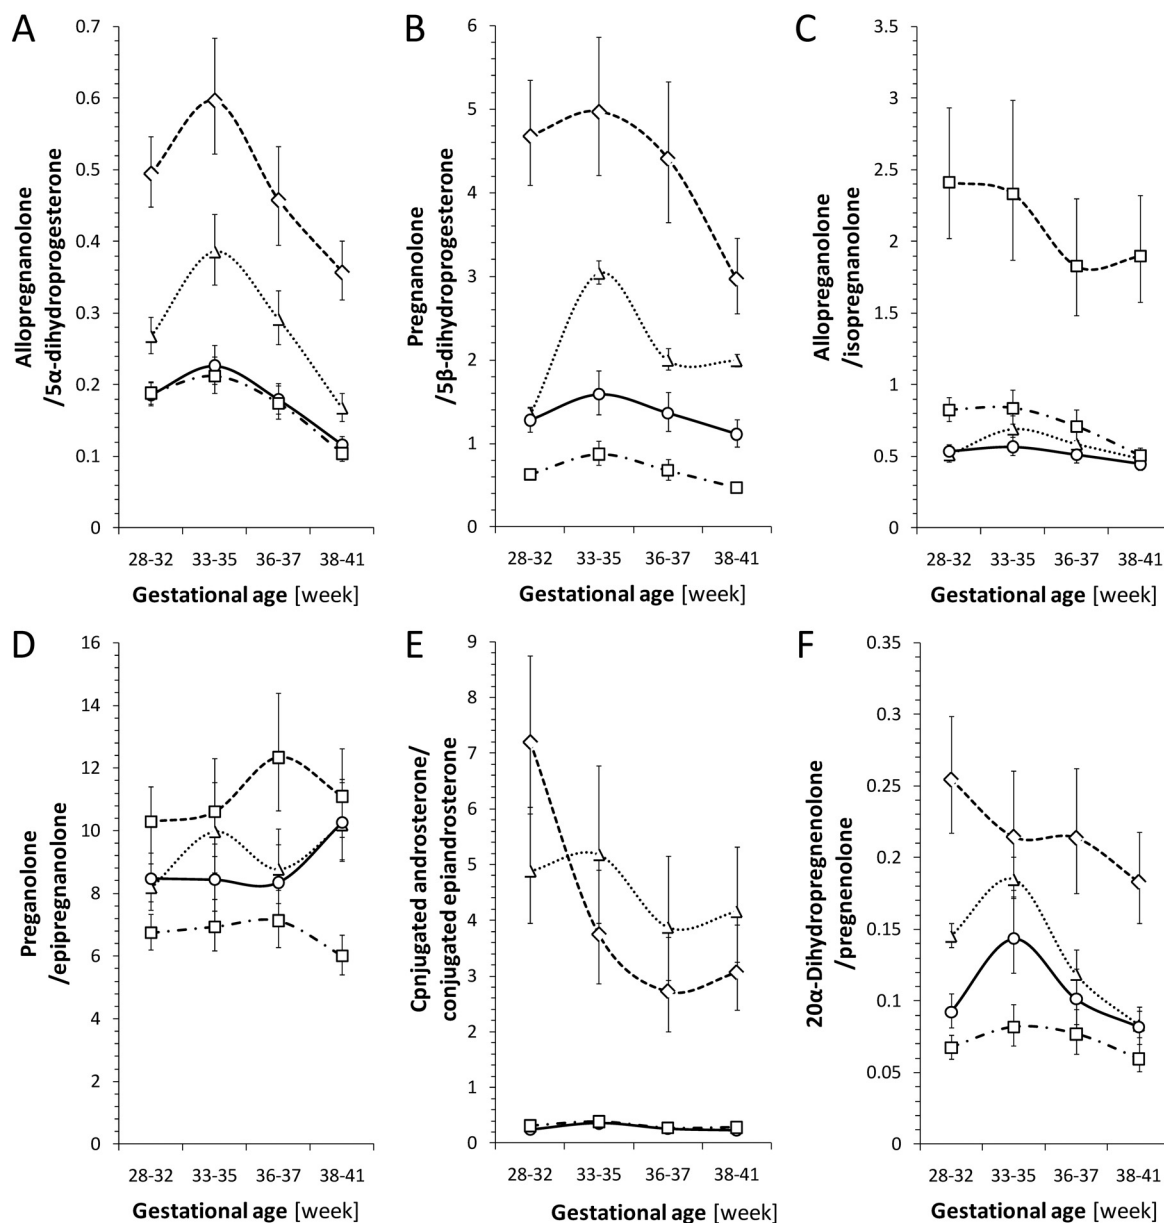 A
Allopregnanolone
/5α-dihydroprogesterone
0.7
0.6
0.5
0.4
0.3
0.2
0.1
0
28-32 33-35 36-37 38-41
Gestational age [week]
B
Pregnanolone
/5β-dihydroprogesterone
6
5
4
3
2
1
0
28-32 33-35 36-37 38-41
Gestational age [week]
C
Allopreganolone
/isopregnanolone
3.5
3
2.5
2
1.5
1
0.5
0
28-32 33-35 36-37 38-41
Gestational age [week]
D
Preganolone
/epipregnanolone
16
14
12
10
8
6
4
2
0
28-32 33-35 36-37 38-41
Gestational age [week]
E
Cpnjugated androsterone/
conjugated epiandrosterone
9
8
7
6
5
4
3
2
1
0
28-32 33-35 36-37 38-41
Gestational age [week]
F
20α-Dihydropregnenolone
/pregnenolone
0.35
0.3
0.25
0.2
0.15
0.1
0.05
0
28-32 33-35 36-37 38-41
Gestational age [week]